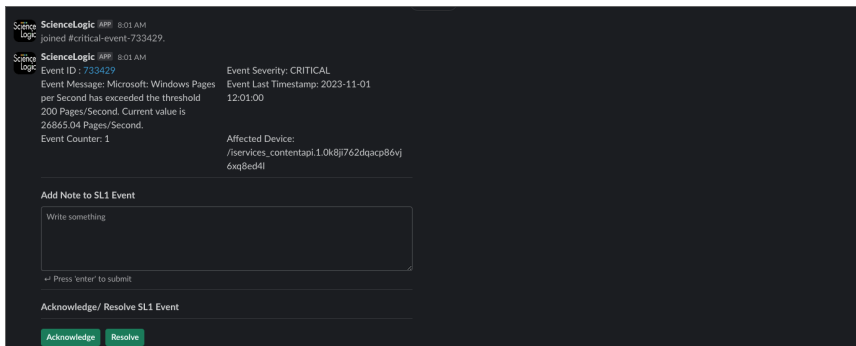 Science Logic
ScienceLogic APP 8:01 AM
joined #critical-event-733429.
Science Logic
ScienceLogic APP 8:01 AM
Event ID : 733429
Event Severity: CRITICAL
Event Message: Microsoft: Windows Pages
per Second has exceeded the threshold
200 Pages/Second. Current value is
26865.04 Pages/Second.
Event Last Timestamp: 2023-11-01
12:01:00
Event Counter: 1
Affected Device:
/iservices_contentapi.1.0k8ji762dqacp86vj
6xq8ed4l
Add Note to SL1 Event
Write something
↵ Press 'enter' to submit
Acknowledge/ Resolve SL1 Event
Acknowledge
Resolve